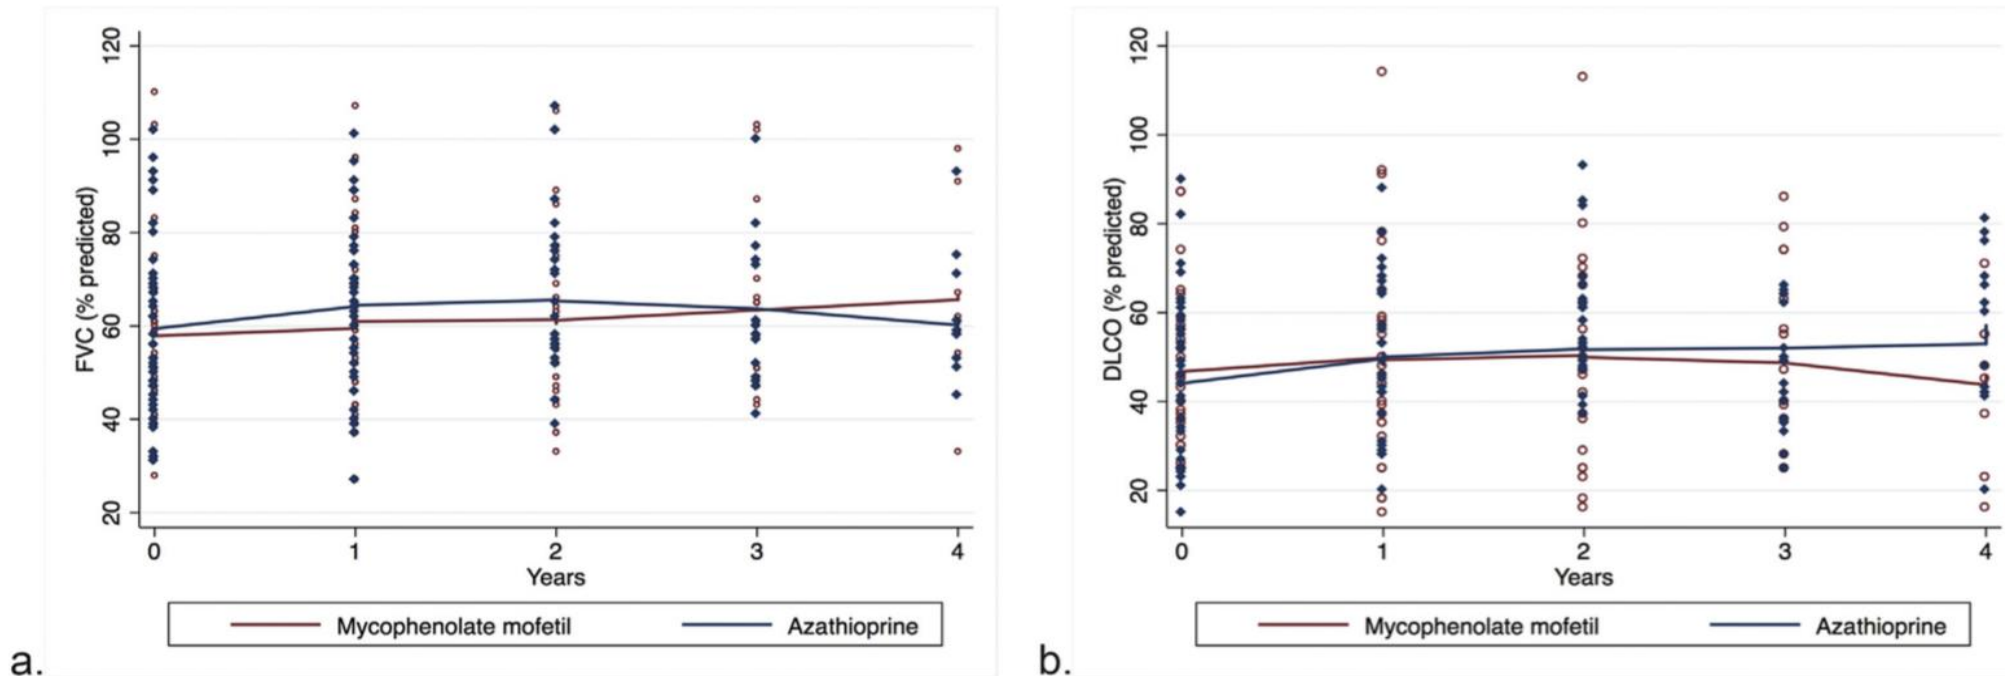 120
100
80
60
40
20
FVC (% predicted)
0 1 2 3 4
Years
Mycophenolate mofetil Azathioprine
a.
120
100
80
60
40
20
DLCO (% predicted)
0 1 2 3 4
Years
Mycophenolate mofetil Azathioprine
b.